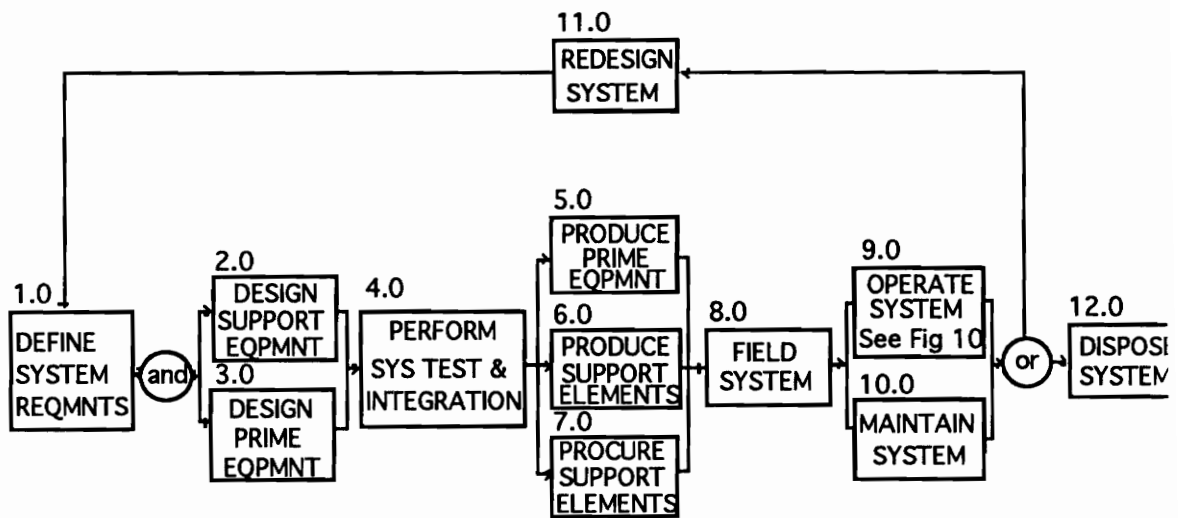 11.0
REDESIGN
SYSTEM
1.0
DEFINE
SYSTEM
REQMNTS
and
2.0
DESIGN
SUPPORT
EQPMNT
3.0
DESIGN
PRIME
EQPMNT
4.0
PERFORM
SYS TEST &
INTEGRATION
5.0
PRODUCE
PRIME
EQPMNT
6.0
PRODUCE
SUPPORT
ELEMENTS
7.0
PROCURE
SUPPORT
ELEMENTS
8.0
FIELD
SYSTEM
9.0
OPERATE
SYSTEM
See Fig 10
10.0
MAINTAIN
SYSTEM
or
12.0
DISPOSE
SYSTEM